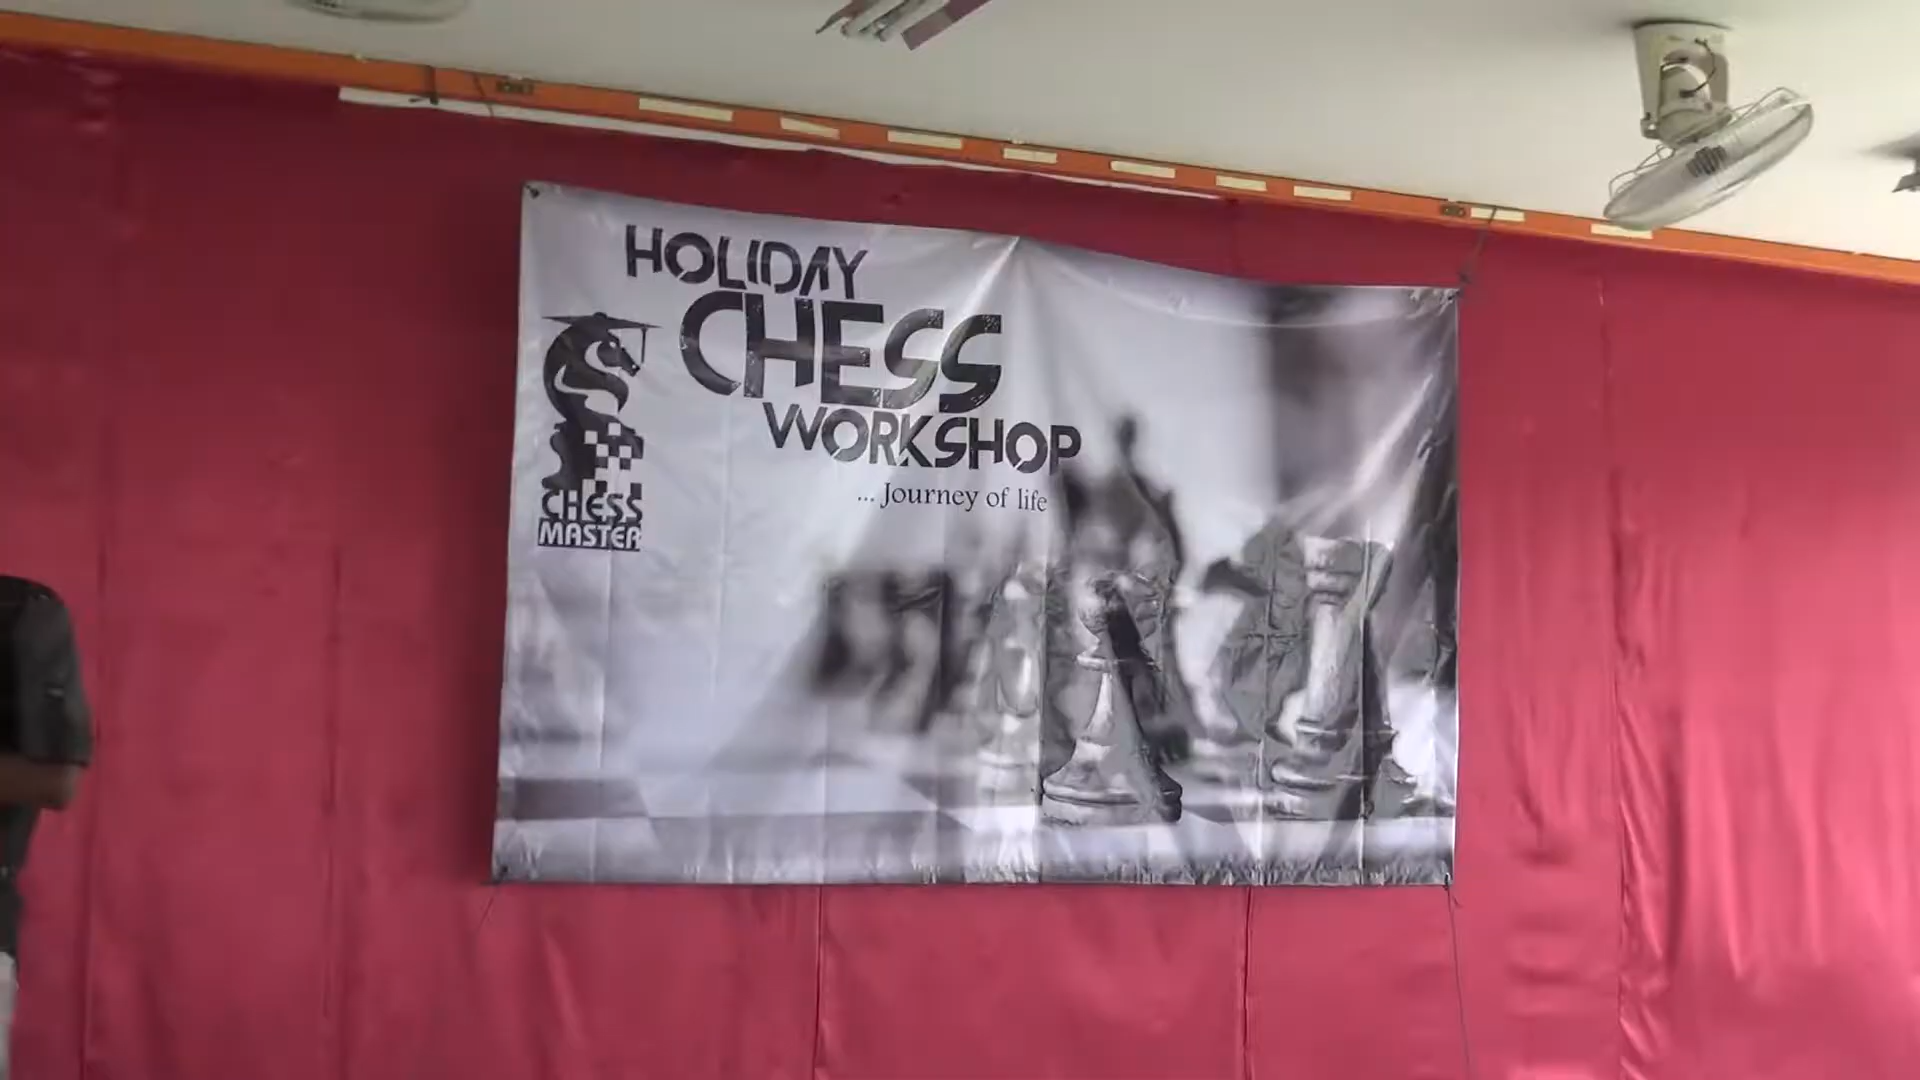 HOLIDAY
CHESS
WORKSHOP
... Journey of life
CHESS
MASTER